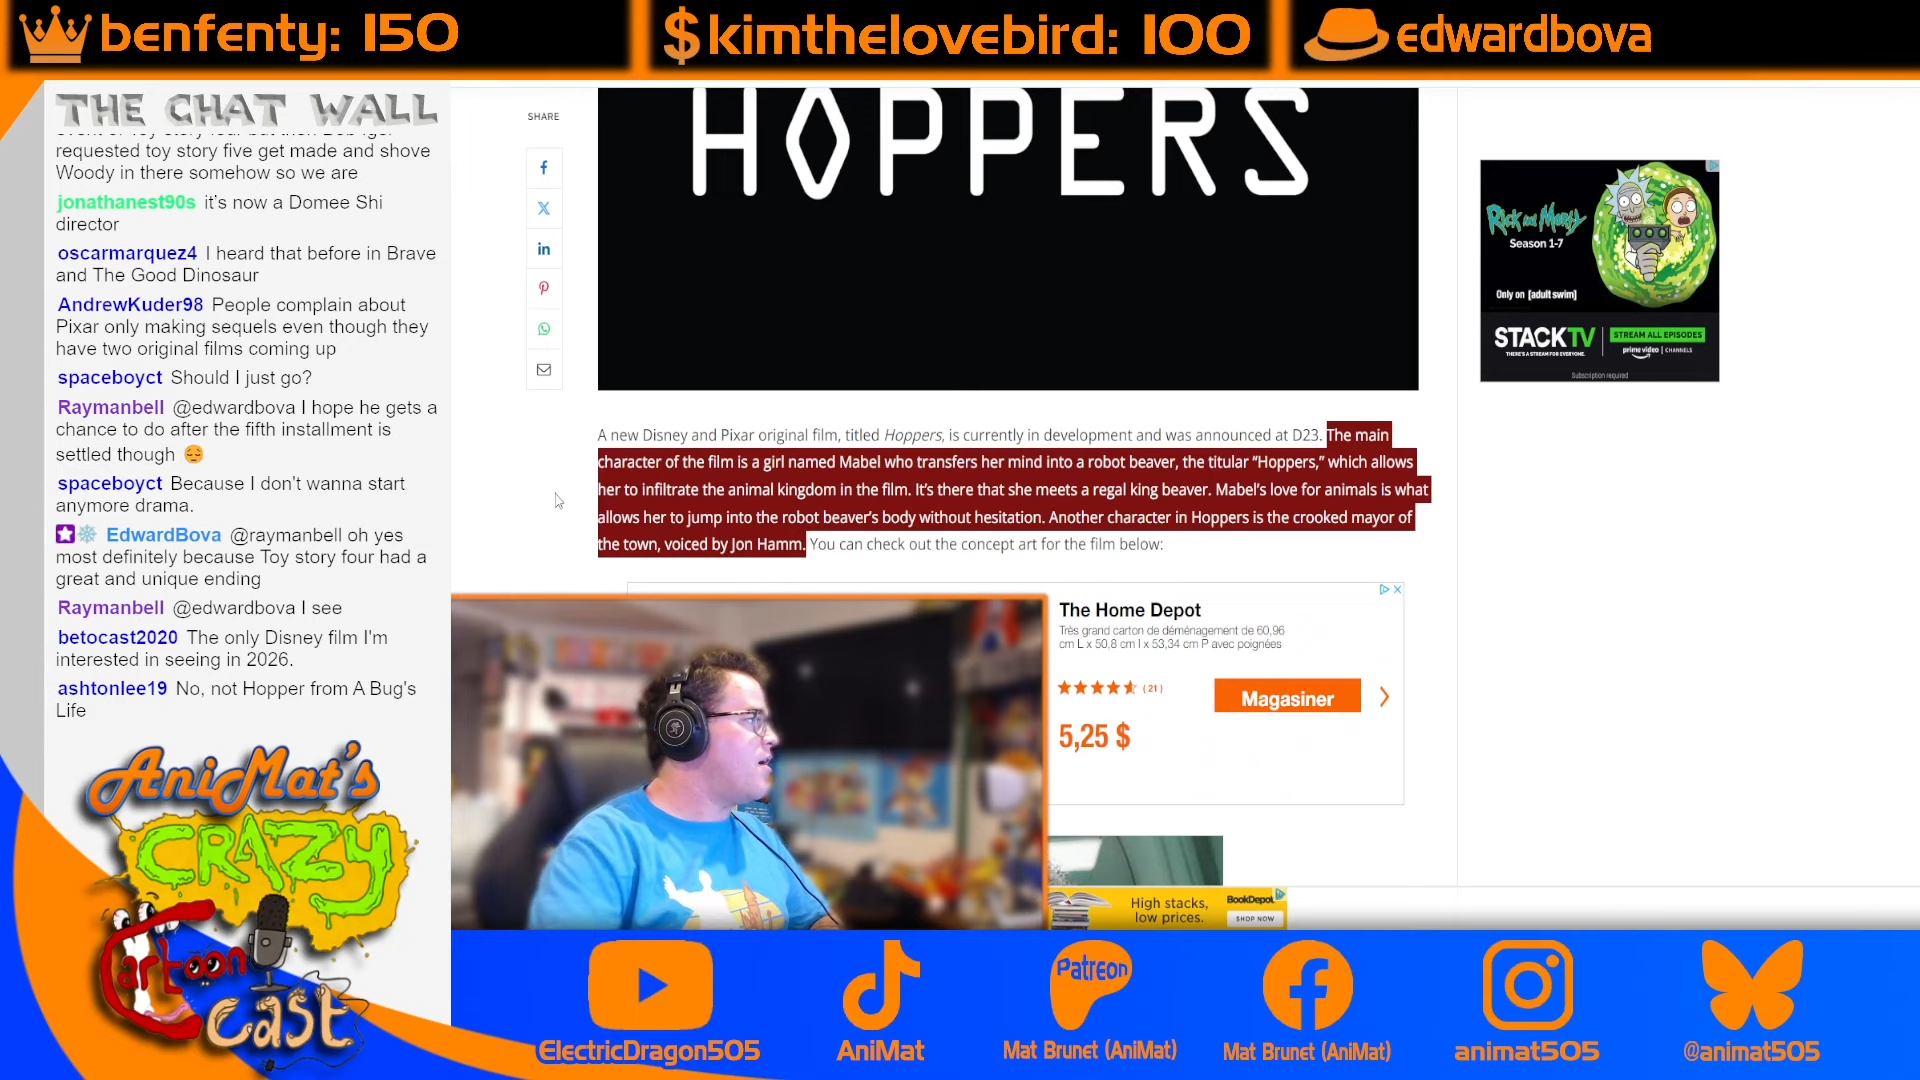 benfenty: 150
$kimthelovebird: 100
edwardbova
THE CHAT WALL
requested toy story five get made and shove
Woody in there somehow so we are
jonathanest90s it's now a Domee Shi
director
oscarmarquez4 I heard that before in Brave
and The Good Dinosaur
AndrewKuder98 People complain about
Pixar only making sequels even though they
have two original films coming up
spaceboyct Should I just go?
Raymanbell @edwardbova I hope he gets a
chance to do after the fifth installment is
settled though 😔
spaceboyct Because I don't wanna start
anymore drama.
EdwardBova @raymanbell oh yes
most definitely because Toy story four had a
great and unique ending
Raymanbell @edwardbova I see
betocast2020 The only Disney film I'm
interested in seeing in 2026.
ashtonlee19 No, not Hopper from A Bug's
Life
AniMat's
CRAZY
Cartoon
Cast
SHARE
HOPPERS
A new Disney and Pixar original film, titled Hoppers, is currently in development and was announced at D23. The main
character of the film is a girl named Mabel who transfers her mind into a robot beaver, the titular “Hoppers,” which allows
her to infiltrate the animal kingdom in the film. It’s there that she meets a regal king beaver. Mabel’s love for animals is what
allows her to jump into the robot beaver’s body without hesitation. Another character in Hoppers is the crooked mayor of
the town, voiced by Jon Hamm. You can check out the concept art for the film below:
Rick and Morty
Season 1-7
Only on [adult swim]
STACKTV
THERE'S A STREAM FOR EVERYONE.
STREAM ALL EPISODES
prime video | CHANNELS
Subscription required
The Home Depot
Très grand carton de déménagement de 60,96
cm L x 50,8 cm l x 53,34 cm P avec poignées
(21)
Magasiner
5,25 $
High stacks,
low prices.
BookDepot
SHOP NOW
ElectricDragon505
AniMat
Patreon
Mat Brunet (AniMat)
Mat Brunet (AniMat)
animat505
@animat505